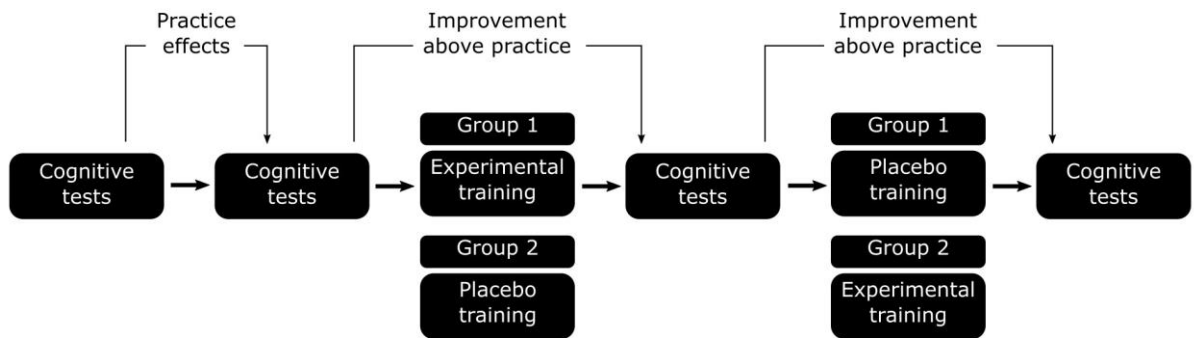 Practice
effects
Improvement
above practice
Improvement
above practice
Cognitive
tests
Cognitive
tests
Group 1
Experimental
training
Group 2
Placebo
training
Cognitive
tests
Group 1
Placebo
training
Group 2
Experimental
training
Cognitive
tests